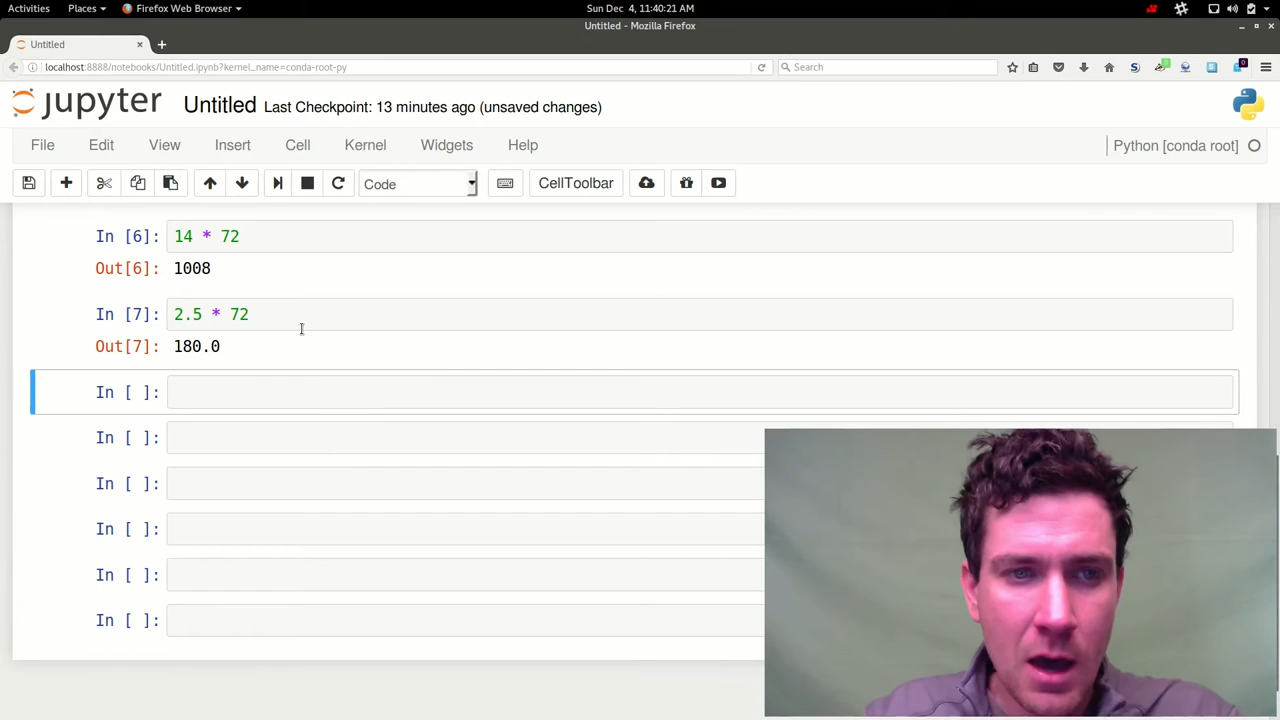 Activities Places Firefox Web Browser Sun Dec 4, 11:40:21 AM
Untitled - Mozilla Firefox
Untitled
localhost:8888/notebooks/Untitled.ipynb?kernel_name=conda-root-py Search
jupyter Untitled Last Checkpoint: 13 minutes ago (unsaved changes)
File Edit View Insert Cell Kernel Widgets Help Python [conda root]
Code CellToolbar
In [6]: 14 * 72
Out[6]: 1008
In [7]: 2.5 * 72
Out[7]: 180.0
In [ ]:
In [ ]:
In [ ]:
In [ ]:
In [ ]:
In [ ]: